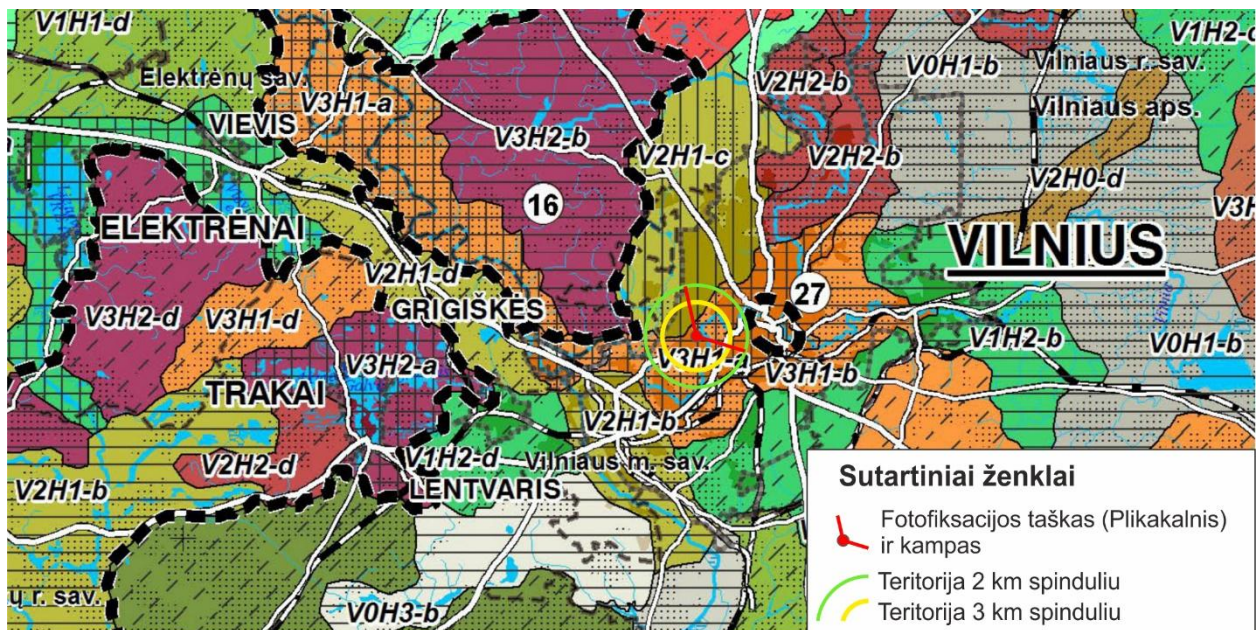 V1H1-d
Elektrėnų sav.
V3H1-a
VIEVIS
V3H2-b
16
V2H1-c
V2H2-b
V2H2-b
V0H1-b
Vilniaus r. sav.
Vilniaus aps.
V1H2-c
V2H0-d
ELEKTRĖNAI
VILNIUS
V2H1-d
GRIGIŠKĖS
27
V3H2-d
V3H1-d
V3H2-a
V3H1-a
V3H1-b
V1H2-b
V0H1-b
TRAKAI
V2H1-b
V2H2-d
V1H2-d
Vilniaus m. sav.
LENTVARIS
V2H1-b
V0H3-b
r. sav.
Sutartiniai ženklai
Fotofiksacijos taškas (Plikakalnis)
ir kampas
Teritorija 2 km spinduliu
Teritorija 3 km spinduliu